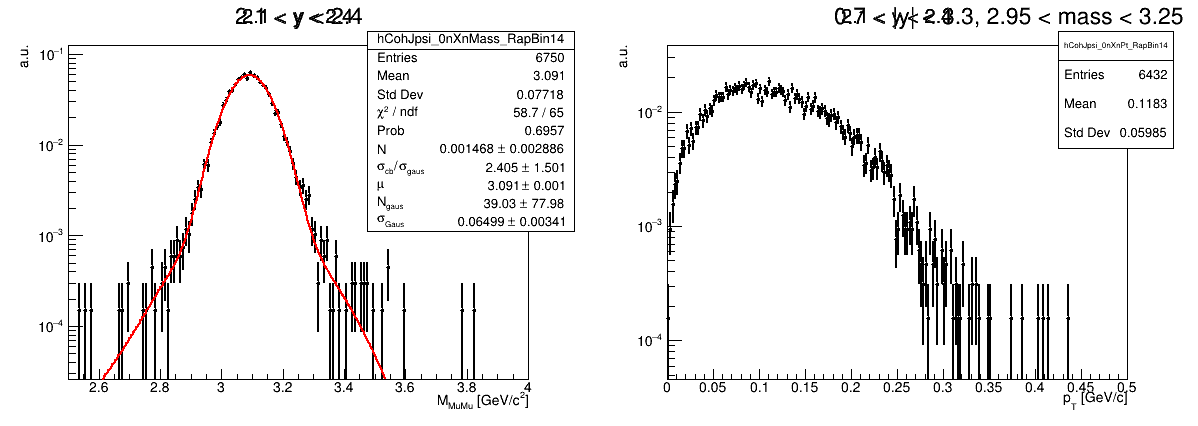 < y < 2.4
a.u.
10⁻¹
10⁻²
10⁻³
10⁻⁴
hCohJpsi_0nXnMass_RapBin14
Entries 6750
Mean 3.091
Std Dev 0.07718
χ² / ndf 58.7 / 65
Prob 0.6957
N 0.001468 ± 0.002886
σcb/σgaus 2.405 ± 1.501
μ 3.091 ± 0.001
Ngaus 39.03 ± 77.98
σGaus 0.06499 ± 0.00341
2.6 2.8 3 3.2 3.4 3.6 3.8 4
MMuMu [GeV/c²]
3.3, 2.95 < mass < 3.25
a.u.
10⁻²
10⁻³
10⁻⁴
hCohJpsi_0nXnPt_RapBin14
Entries 6432
Mean 0.1183
Std Dev 0.05985
0 0.05 0.1 0.15 0.2 0.25 0.3 0.35 0.4 0.45 0.5
pT [GeV/c]